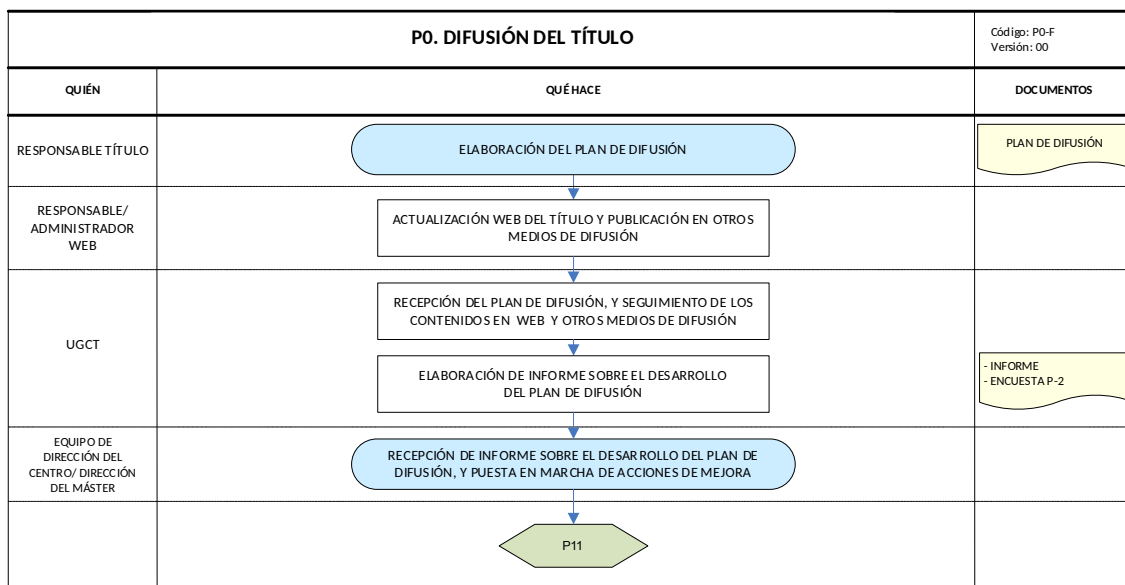 P0. DIFUSIÓN DEL TÍTULO
Código: P0-F
Versión: 00
QUIÉN
QUÉ HACE
DOCUMENTOS
RESPONSABLE TÍTULO
ELABORACIÓN DEL PLAN DE DIFUSIÓN
PLAN DE DIFUSIÓN
RESPONSABLE/
ADMINISTRADOR
WEB
ACTUALIZACIÓN WEB DEL TÍTULO Y PUBLICACIÓN EN OTROS
MEDIOS DE DIFUSIÓN
UGCT
RECEPCIÓN DEL PLAN DE DIFUSIÓN, Y SEGUIMIENTO DE LOS
CONTENIDOS EN WEB Y OTROS MEDIOS DE DIFUSIÓN
ELABORACIÓN DE INFORME SOBRE EL DESARROLLO
DEL PLAN DE DIFUSIÓN
- INFORME
- ENCUESTA P-2
EQUIPO DE
DIRECCIÓN DEL
CENTRO/ DIRECCIÓN
DEL MÁSTER
RECEPCIÓN DE INFORME SOBRE EL DESARROLLO DEL PLAN DE
DIFUSIÓN, Y PUESTA EN MARCHA DE ACCIONES DE MEJORA
P11